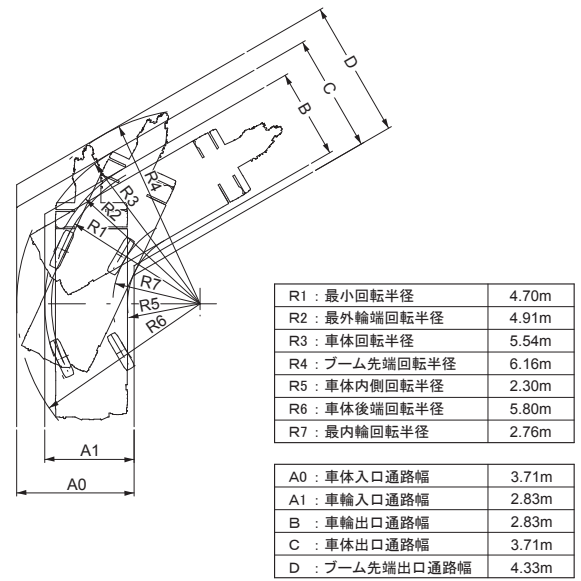 D
C
B
R4
R3
R2
R1
R7
R5
R6
A1
A0
R1 : 最小回転半径 4.70m
R2 : 最外輪端回転半径 4.91m
R3 : 車体回転半径 5.54m
R4 : ブーム先端回転半径 6.16m
R5 : 車体内側回転半径 2.30m
R6 : 車体後端回転半径 5.80m
R7 : 最内輪回転半径 2.76m
A0 : 車体入口通路幅 3.71m
A1 : 車輪入口通路幅 2.83m
B : 車輪出口通路幅 2.83m
C : 車体出口通路幅 3.71m
D : ブーム先端出口通路幅 4.33m